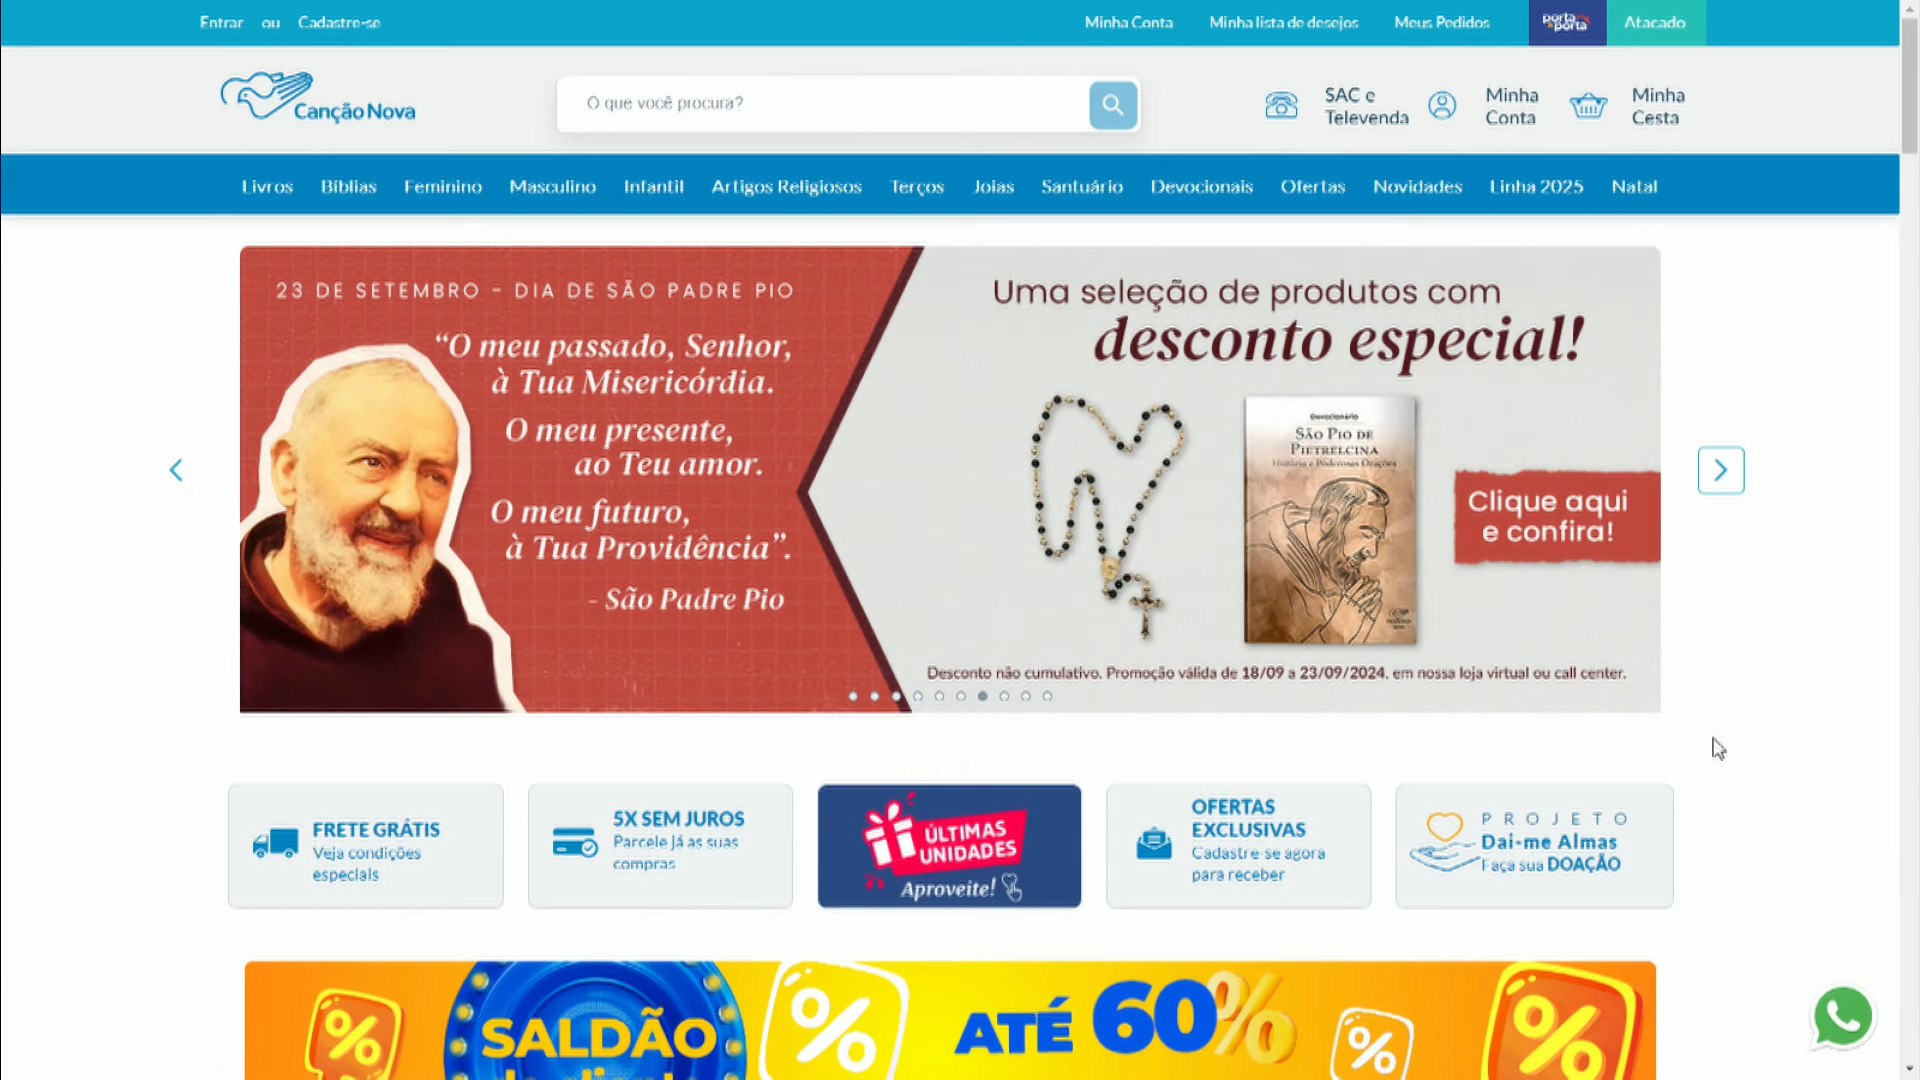 Entrar ou Cadastre-se
Minha Conta
Minha lista de desejos
Meus Pedidos
porta a porta
Atacado
Canção Nova
O que você procura?
SAC e
Televenda
Minha
Conta
Minha
Cesta
Livros
Bíblias
Feminino
Masculino
Infantil
Artigos Religiosos
Terços
Joias
Santuário
Devocionais
Ofertas
Novidades
Linha 2025
Natal
23 DE SETEMBRO - DIA DE SÃO PADRE PIO
“O meu passado, Senhor,
à Tua Misericórdia.
O meu presente,
ao Teu amor.
O meu futuro,
à Tua Providência”.
- São Padre Pio
Uma seleção de produtos com
desconto especial!
Devocionário
SÃO PIO DE
PIETRELCINA
História e Poderosas Orações
Clique aqui
e confira!
Desconto não cumulativo. Promoção válida de 18/09 a 23/09/2024, em nossa loja virtual ou call center.
FRETE GRÁTIS
Veja condições
especiais
5X SEM JUROS
Parcele já as suas
compras
ÚLTIMAS
UNIDADES
Aproveite!
OFERTAS
EXCLUSIVAS
Cadastre-se agora
para receber
PROJETO
Dai-me Almas
Faça sua DOAÇÃO
% SALDÃO % ATÉ 60% % %